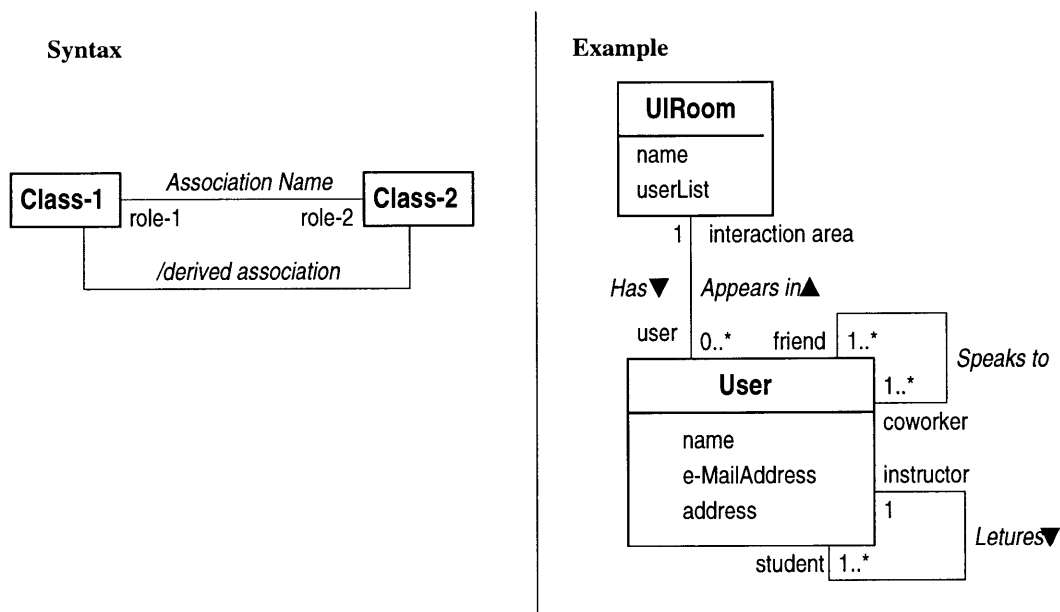 Syntax
Class-1
Association Name
Class-2
role-1
role-2
/derived association
Example
UIRoom
name
userList
1
interaction area
Has▼
Appears in▲
user
0..*
friend
1..*
Speaks to
1..*
coworker
User
name
e-MailAddress
address
instructor
1
Letures▼
student
1..*